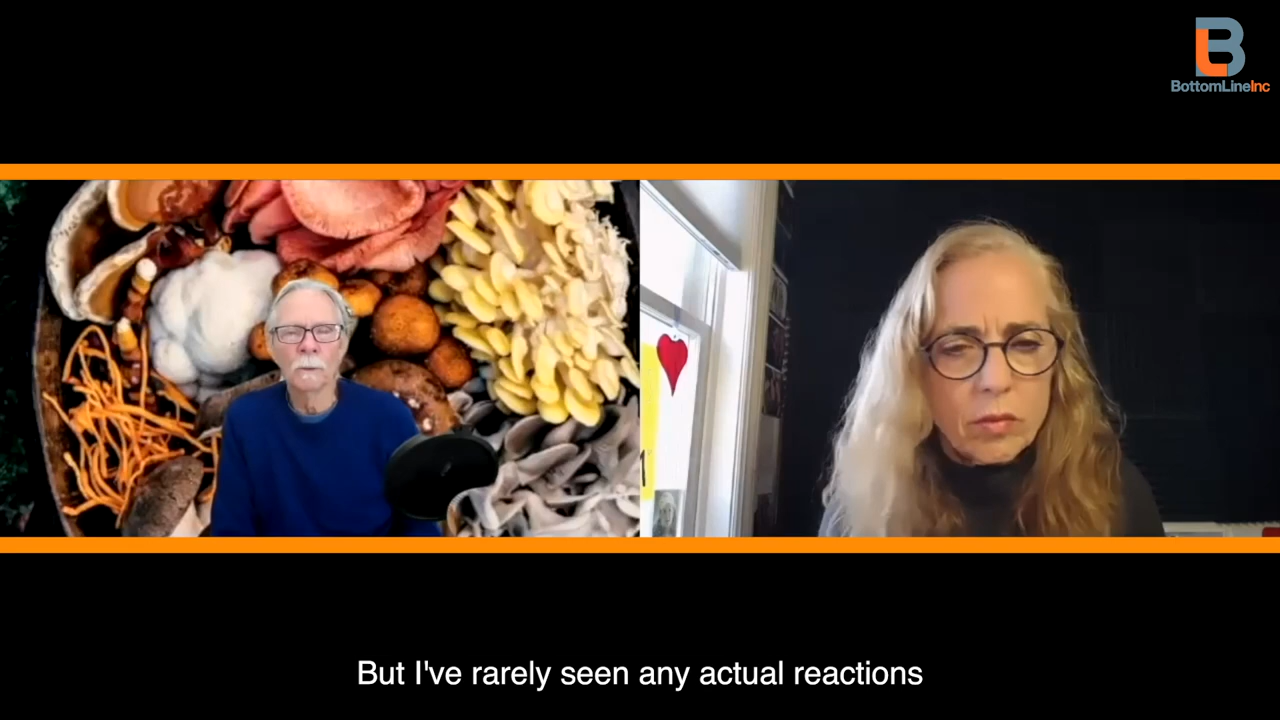 BottomLineInc
But I've rarely seen any actual reactions